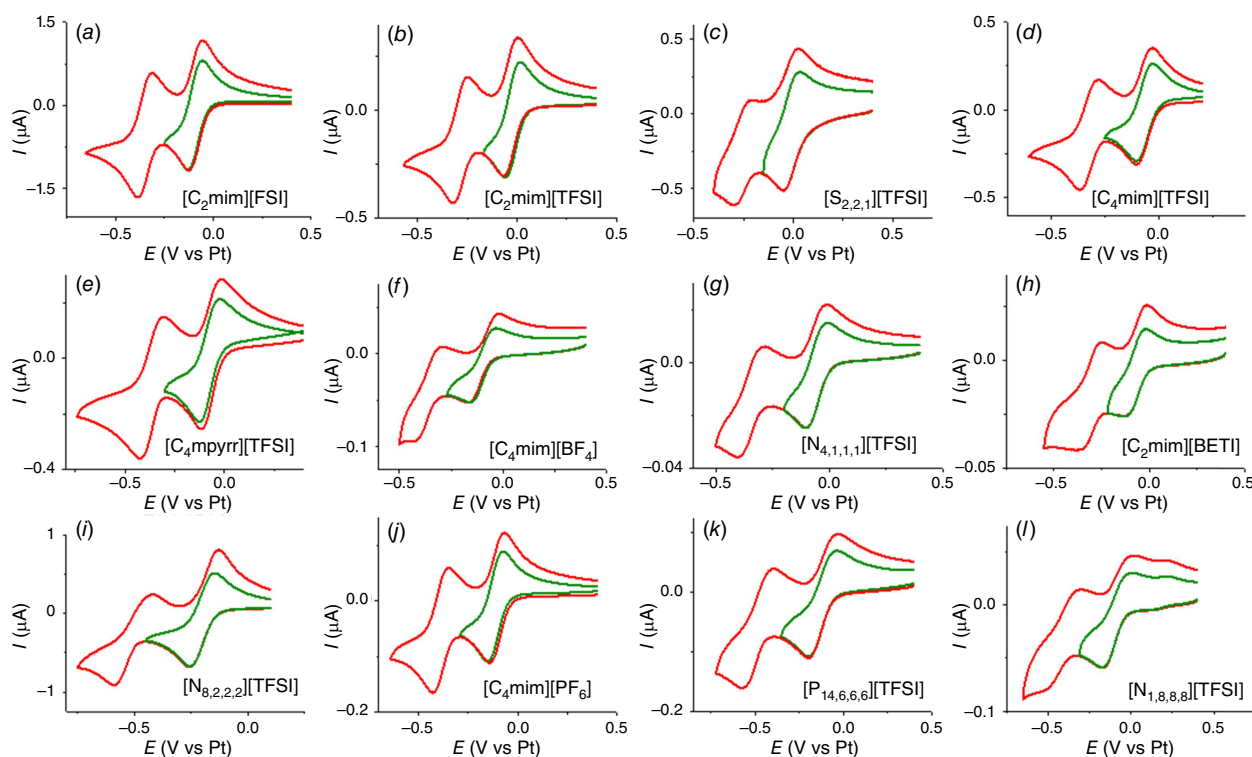 (a) (b) (c) (d)
1.5 0.5
0.0 0.0 0.0 0.0
−1.5 −0.5 −0.5 −0.5
I (μA) I (μA) I (μA) I (μA)
[C₂mim][FSI] [C₂mim][TFSI] [S₂,₂,₁][TFSI] [C₄mim][TFSI]
−0.5 0.0 0.5 −0.5 0.0 0.5 −0.5 0.0 0.5 −0.5 0.0 0.5
E (V vs Pt) E (V vs Pt) E (V vs Pt) E (V vs Pt)
(e) (f) (g) (h)
0.0 0.0 0.0 0.0
−0.4 −0.1 −0.04 −0.05
I (μA) I (μA) I (μA) I (μA)
[C₄mpyrr][TFSI] [C₄mim][BF₄] [N₄,₁,₁,₁][TFSI] [C₂mim][BETI]
−0.5 0.0 0.5 −0.5 0.0 0.5 −0.5 0.0 0.5 −0.5 0.0 0.5
E (V vs Pt) E (V vs Pt) E (V vs Pt) E (V vs Pt)
(i) (j) (k) (l)
1
0 0.0 0.0 0.0
−1 −0.2 −0.2 −0.1
I (μA) I (μA) I (μA) I (μA)
[N₈,₂,₂,₂][TFSI] [C₄mim][PF₆] [P₁₄,₆,₆,₆][TFSI] [N₁,₈,₈,₈][TFSI]
−0.5 0.0 0.5 −0.5 0.0 0.5 −0.5 0.0 0.5 −0.5 0.0 0.5
E (V vs Pt) E (V vs Pt) E (V vs Pt) E (V vs Pt)